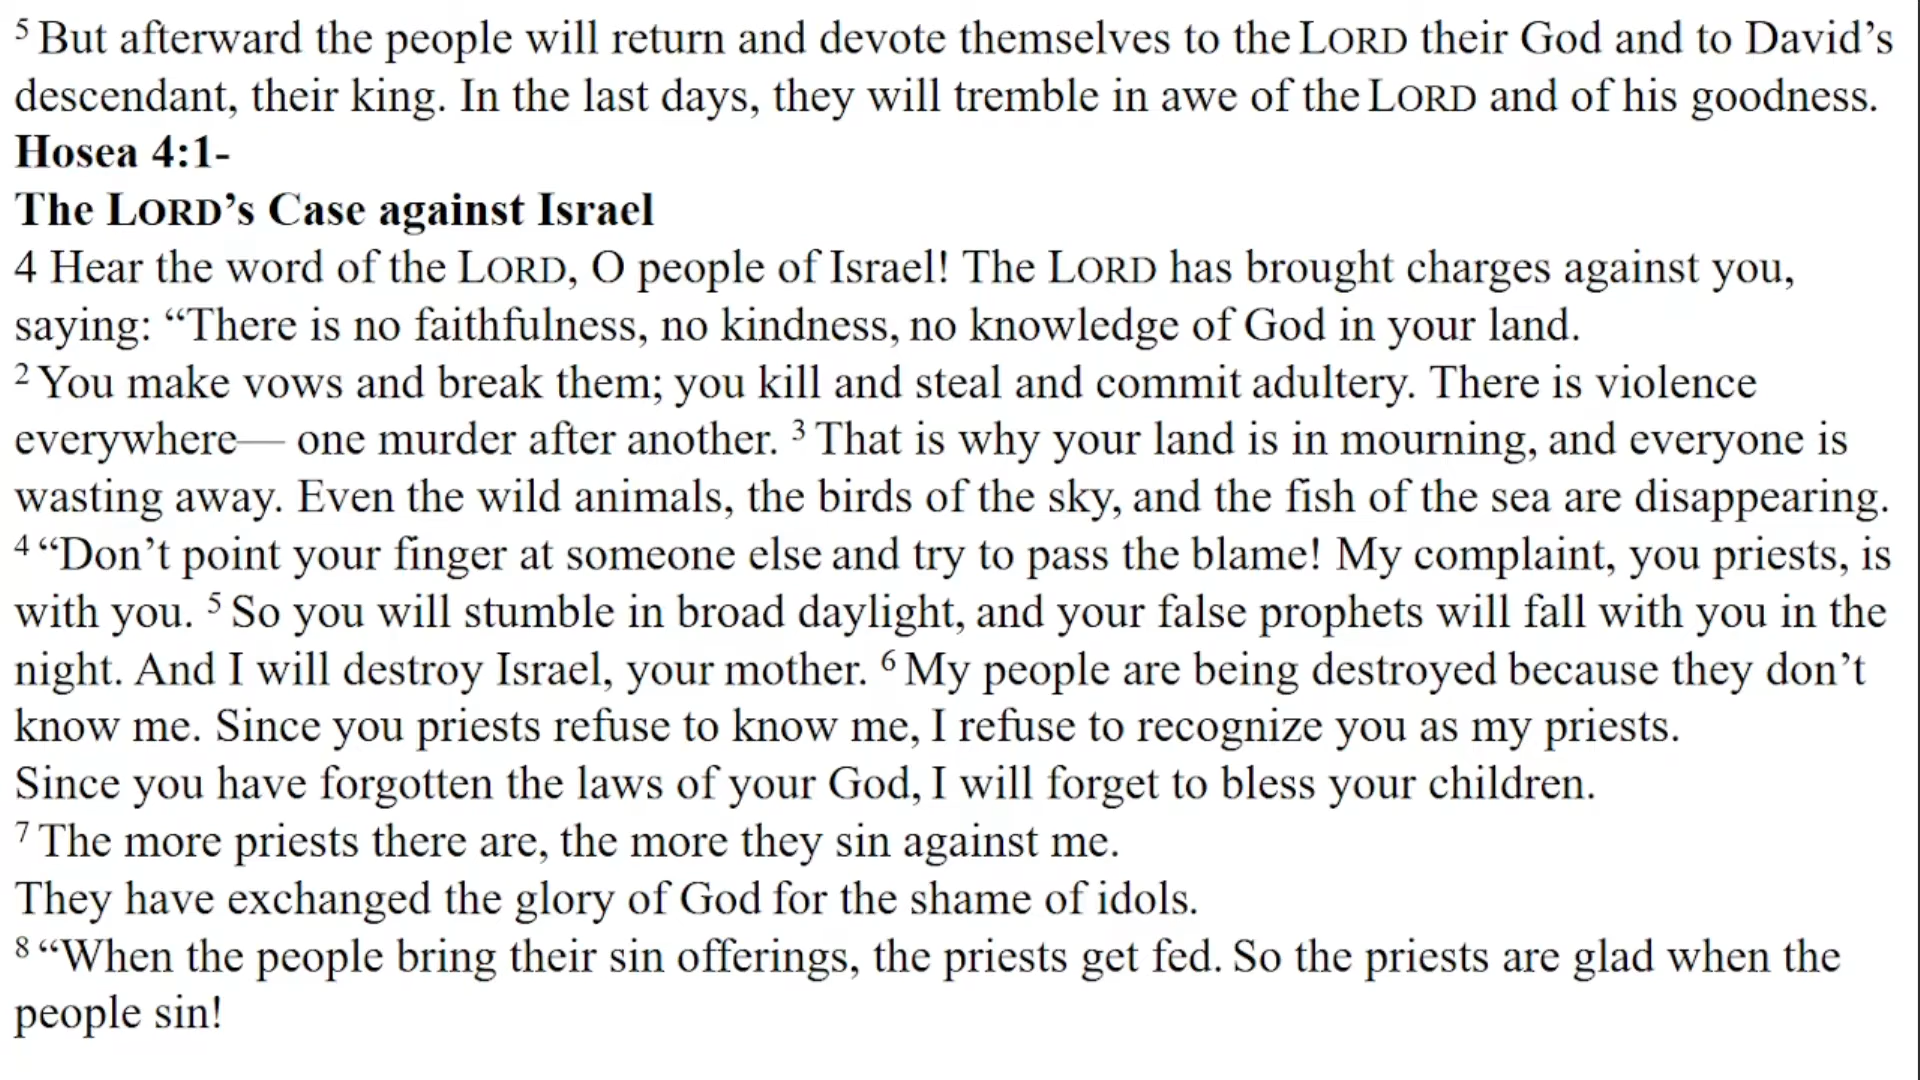 5 But afterward the people will return and devote themselves to the LORD their God and to David’s
descendant, their king. In the last days, they will tremble in awe of the LORD and of his goodness.
Hosea 4:1-
The LORD’s Case against Israel
4 Hear the word of the LORD, O people of Israel! The LORD has brought charges against you,
saying: “There is no faithfulness, no kindness, no knowledge of God in your land.
2 You make vows and break them; you kill and steal and commit adultery. There is violence
everywhere— one murder after another. 3 That is why your land is in mourning, and everyone is
wasting away. Even the wild animals, the birds of the sky, and the fish of the sea are disappearing.
4 “Don’t point your finger at someone else and try to pass the blame! My complaint, you priests, is
with you. 5 So you will stumble in broad daylight, and your false prophets will fall with you in the
night. And I will destroy Israel, your mother. 6 My people are being destroyed because they don’t
know me. Since you priests refuse to know me, I refuse to recognize you as my priests.
Since you have forgotten the laws of your God, I will forget to bless your children.
7 The more priests there are, the more they sin against me.
They have exchanged the glory of God for the shame of idols.
8 “When the people bring their sin offerings, the priests get fed. So the priests are glad when the
people sin!